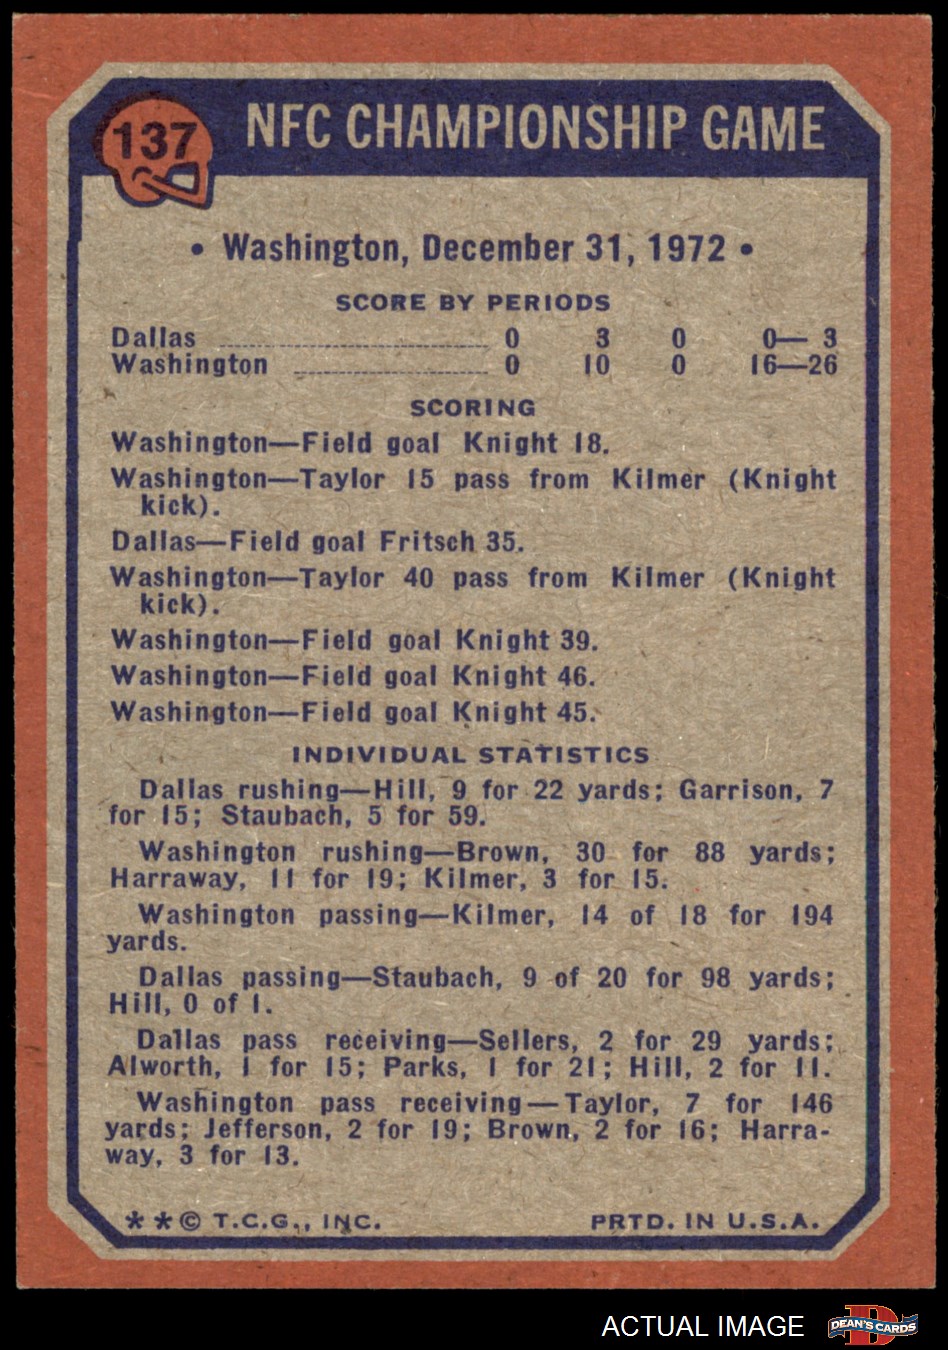 137
NFC CHAMPIONSHIP GAME
• Washington, December 31, 1972 •
SCORE BY PERIODS
Dallas ........................ 0 3 0 0— 3
Washington ................ 0 10 0 16—26
SCORING
Washington—Field goal Knight 18.
Washington—Taylor 15 pass from Kilmer (Knight
kick).
Dallas—Field goal Fritsch 35.
Washington—Taylor 40 pass from Kilmer (Knight
kick).
Washington—Field goal Knight 39.
Washington—Field goal Knight 46.
Washington—Field goal Knight 45.
INDIVIDUAL STATISTICS
Dallas rushing—Hill, 9 for 22 yards; Garrison, 7
for 15; Staubach, 5 for 59.
Washington rushing—Brown, 30 for 88 yards;
Harraway, 11 for 19; Kilmer, 3 for 15.
Washington passing—Kilmer, 14 of 18 for 194
yards.
Dallas passing—Staubach, 9 of 20 for 98 yards;
Hill, 0 of 1.
Dallas pass receiving—Sellers, 2 for 29 yards;
Alworth, 1 for 15; Parks, 1 for 21; Hill, 2 for 11.
Washington pass receiving—Taylor, 7 for 146
yards; Jefferson, 2 for 19; Brown, 2 for 16; Harra-
way, 3 for 13.
**© T.C.G., INC. PRTD. IN U.S.A.
ACTUAL IMAGE
D
DEAN'S CARDS